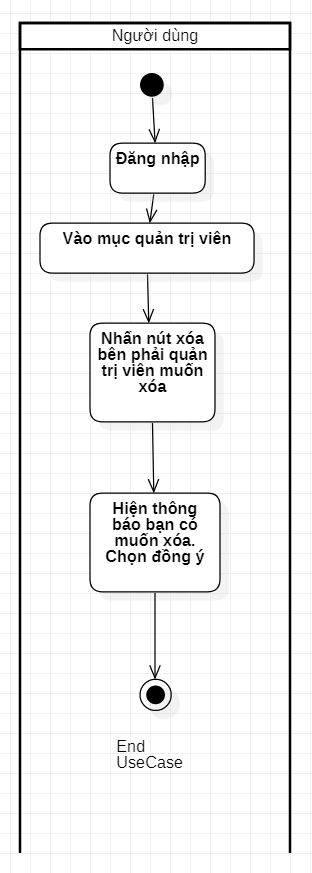 Người dùng
Đăng nhập
Vào mục quản trị viên
Nhấn nút xóa
bên phải quản
trị viên muốn
xóa
Hiện thông
báo bạn có
muốn xóa.
Chọn đồng ý
End
UseCase